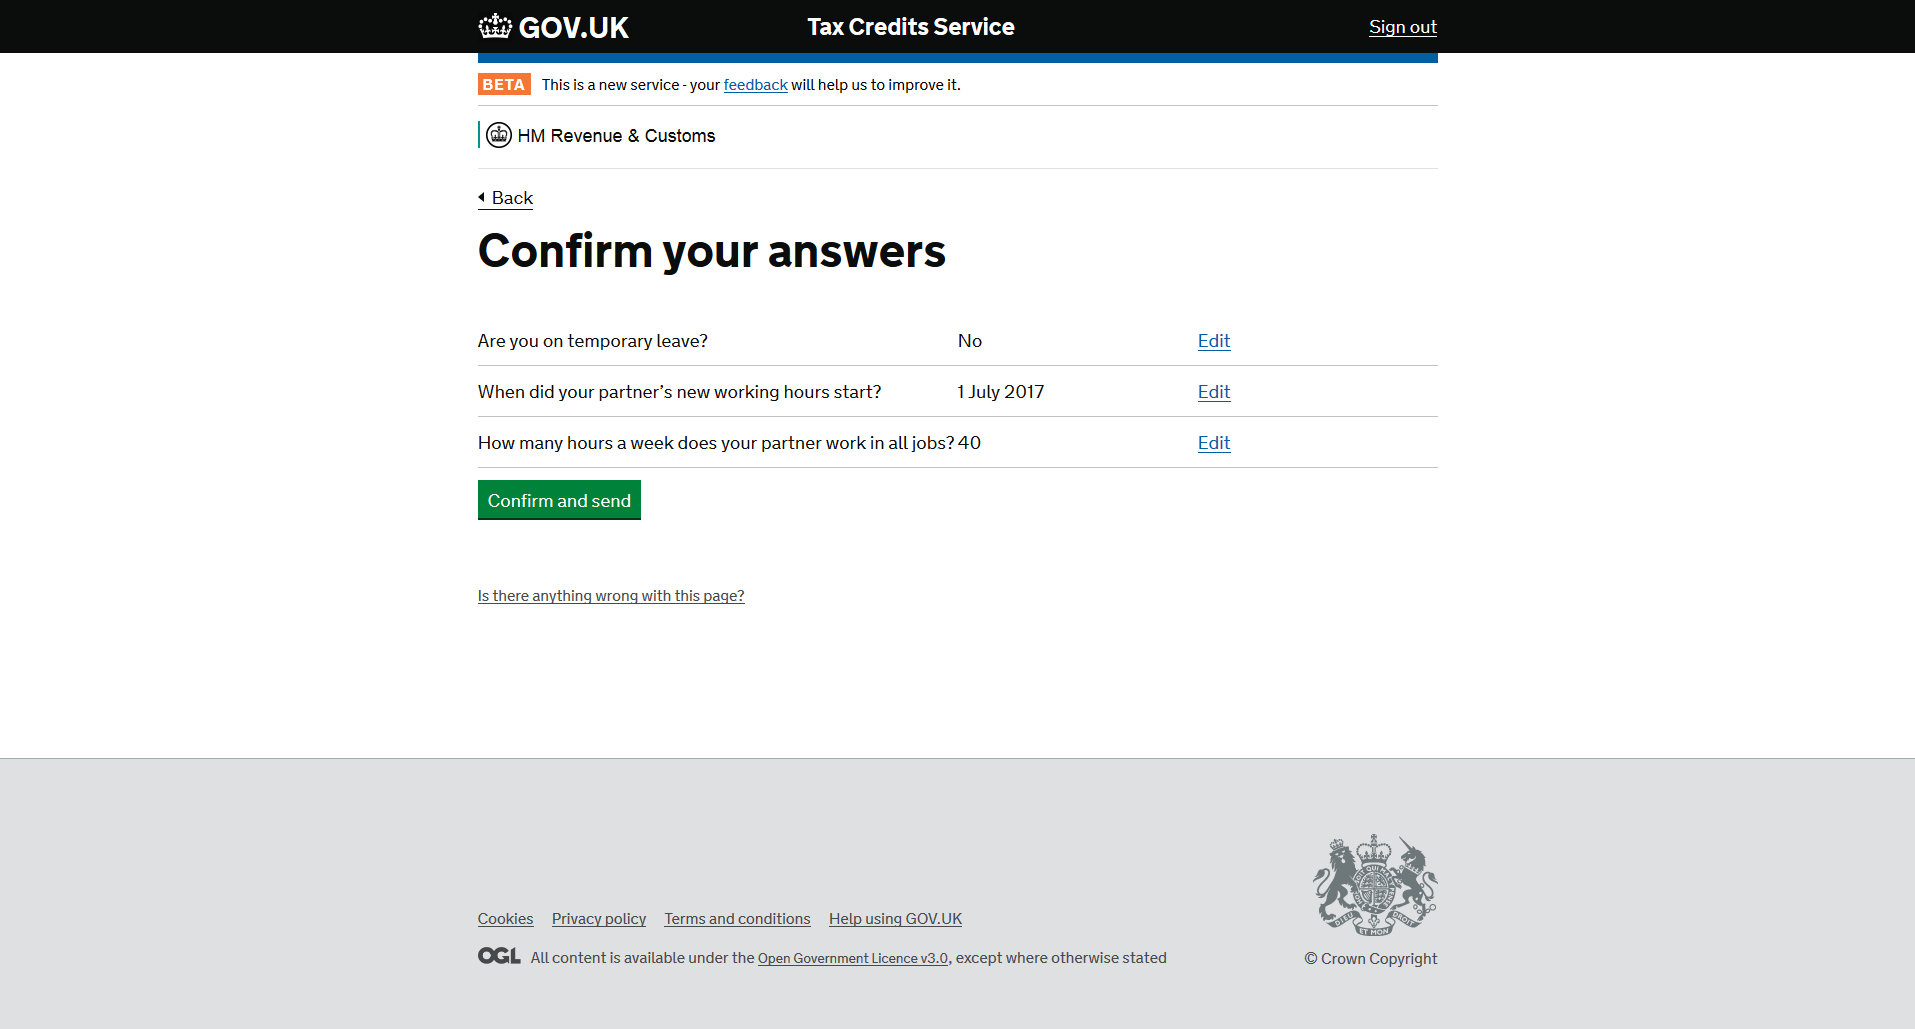 GOV.UK Tax Credits Service Sign out
BETA This is a new service - your feedback will help us to improve it.
HM Revenue & Customs
Back
Confirm your answers
Are you on temporary leave? No Edit
When did your partner’s new working hours start? 1 July 2017 Edit
How many hours a week does your partner work in all jobs? 40 Edit
Confirm and send
Is there anything wrong with this page?
Cookies Privacy policy Terms and conditions Help using GOV.UK
OGL All content is available under the Open Government Licence v3.0, except where otherwise stated
DIEU ET MON DROIT
© Crown Copyright